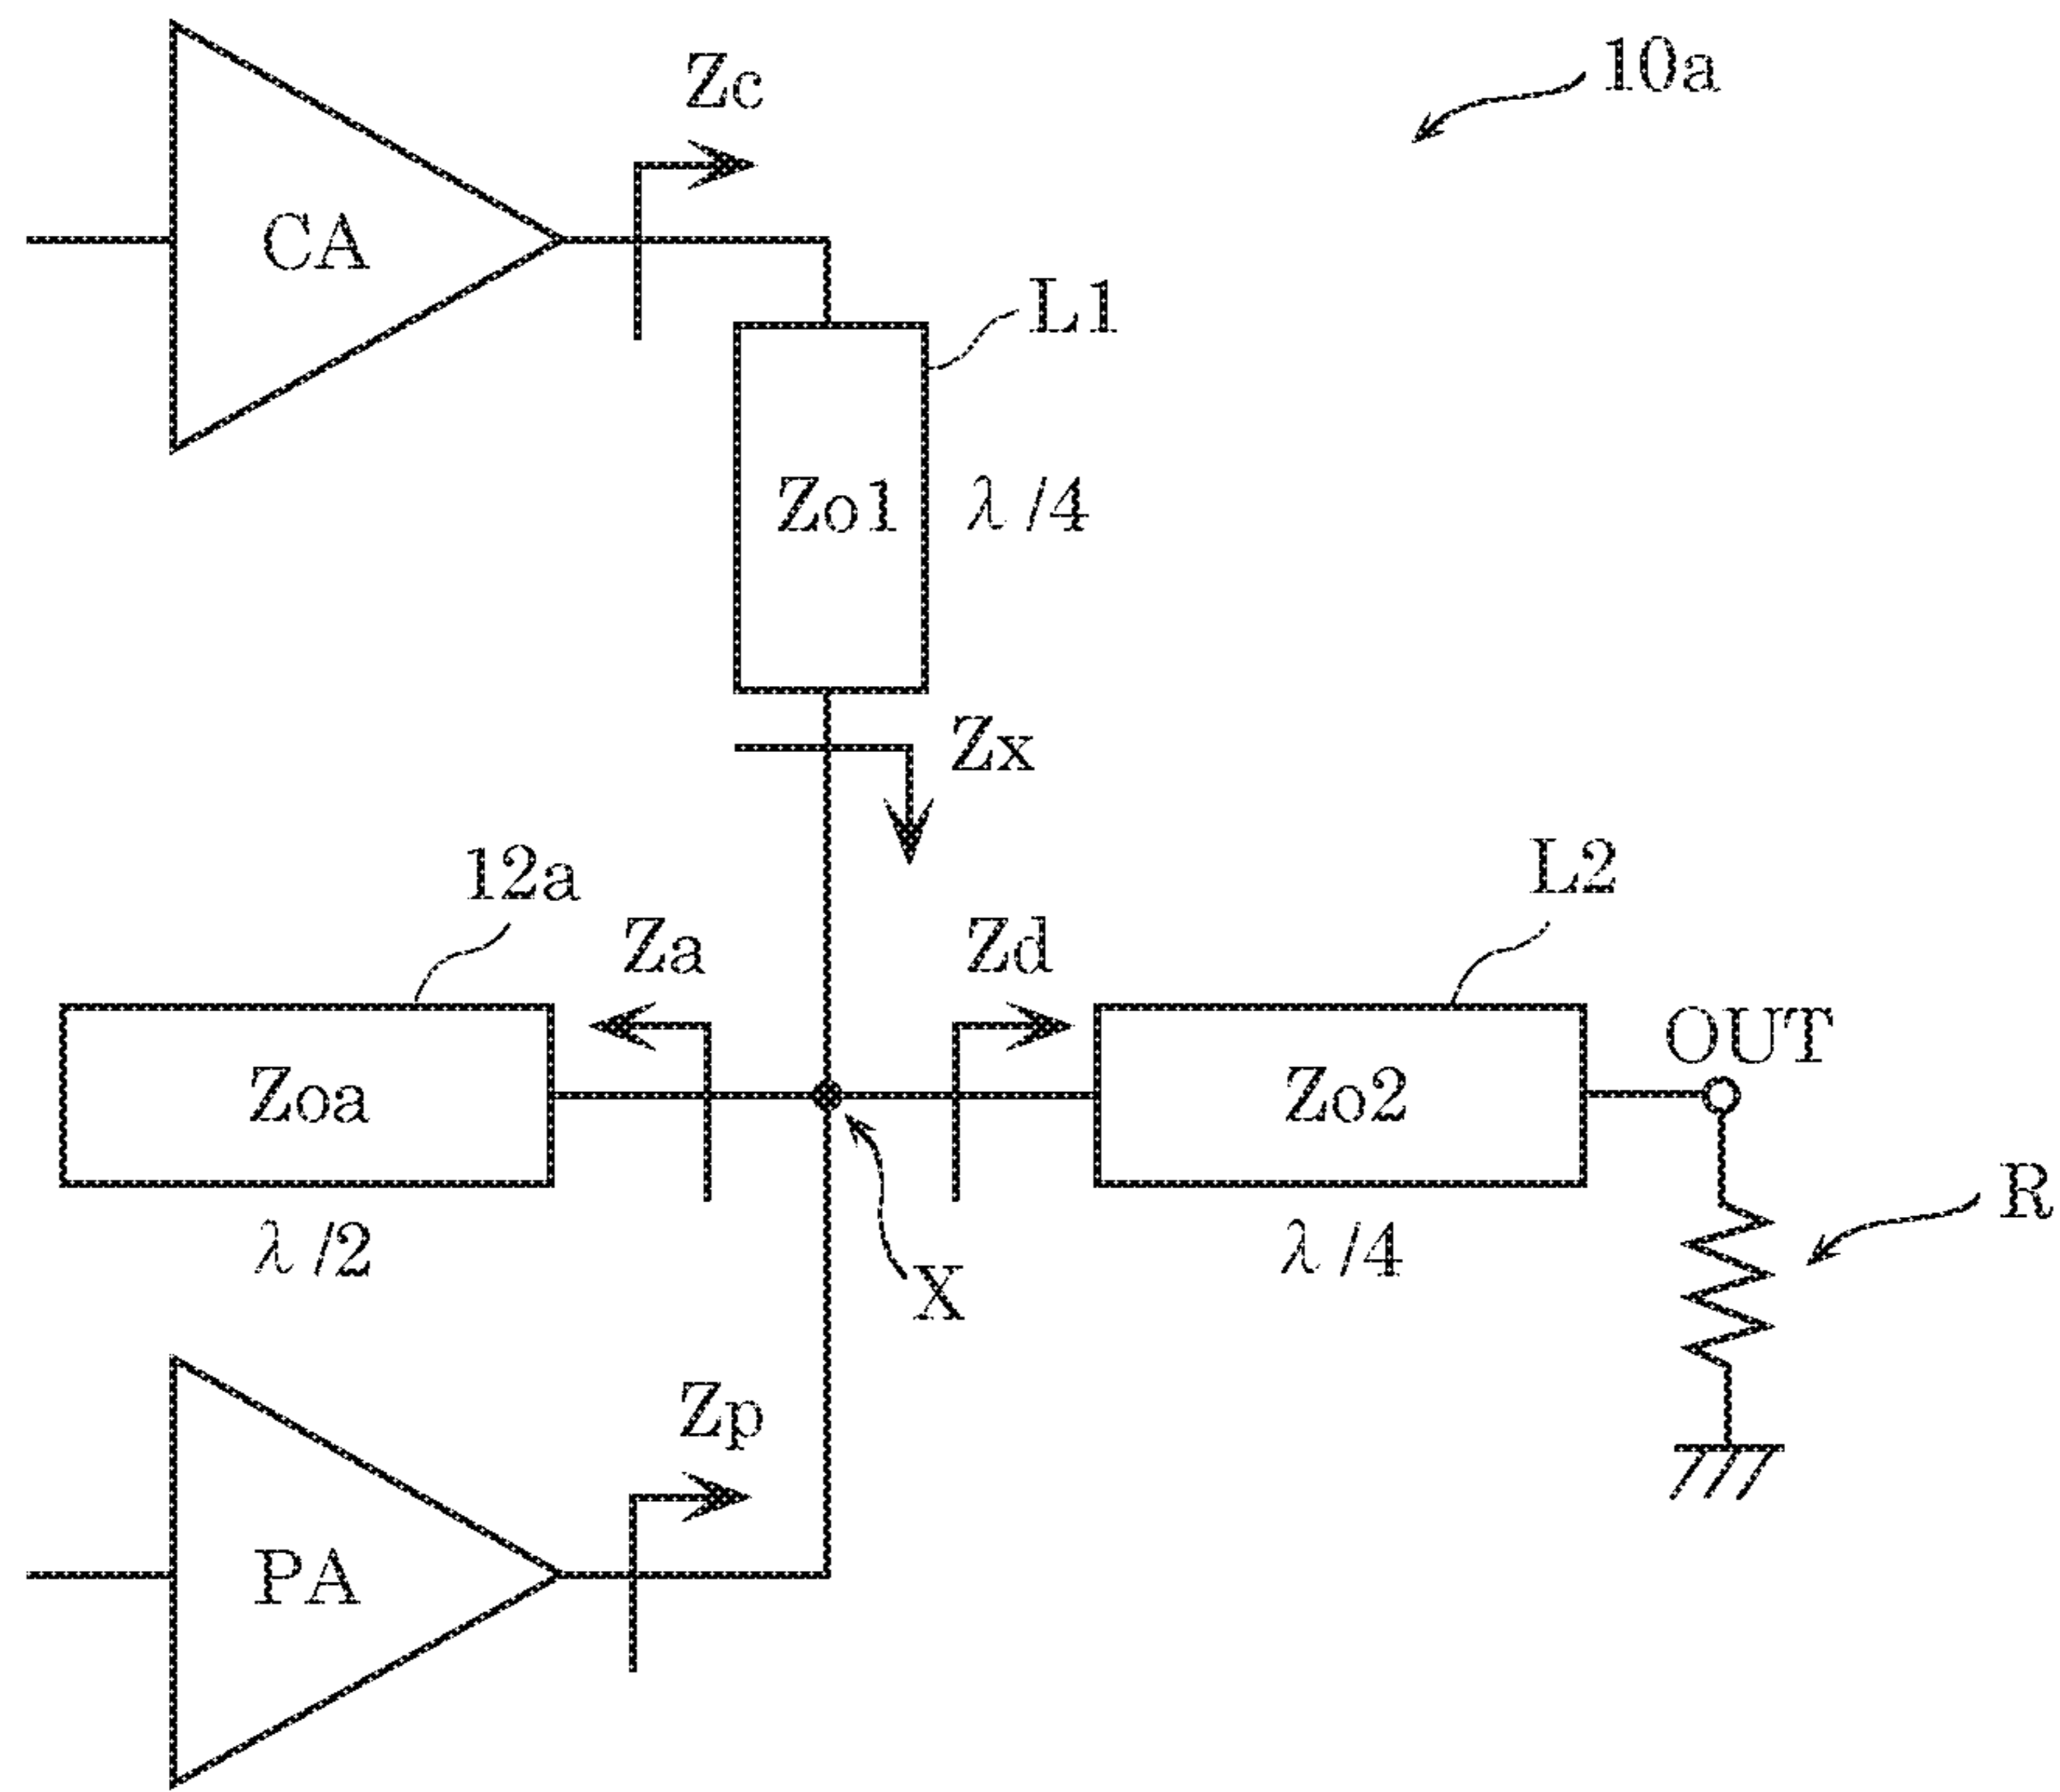 10a
Zc
CA
L1
Zo1
λ/4
Zx
12a
Za
Zd
L2
Zoa
λ/2
X
Zo2
λ/4
OUT
R
Zp
PA